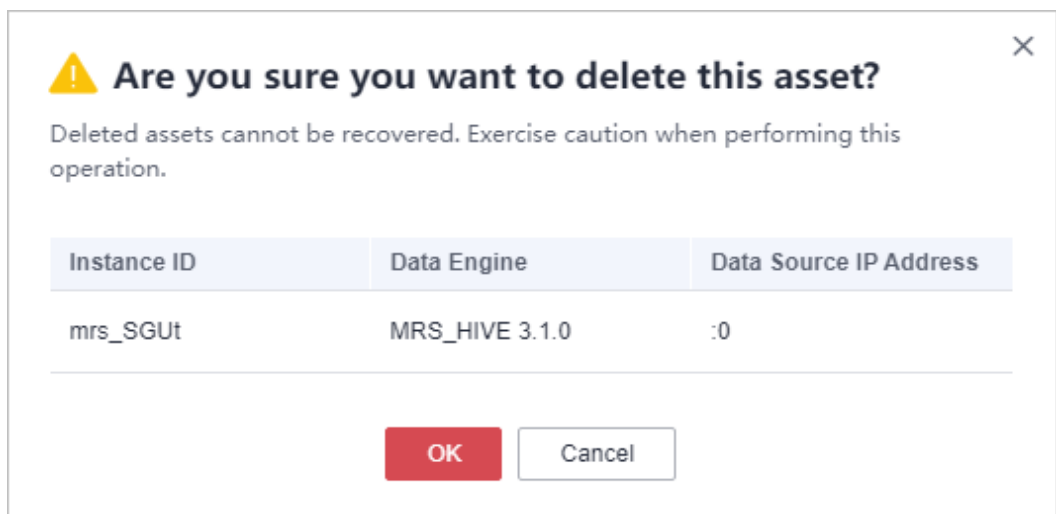 Are you sure you want to delete this asset?
Deleted assets cannot be recovered. Exercise caution when performing this
operation.
Instance ID Data Engine Data Source IP Address
mrs_SGUt MRS_HIVE 3.1.0 :0
OK Cancel